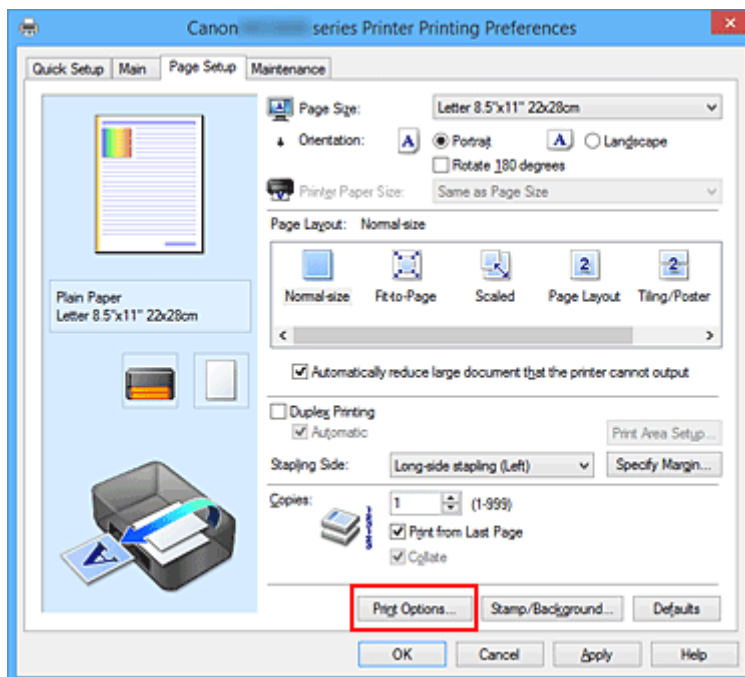 Canon series Printer Printing Preferences
Quick Setup Main Page Setup Maintenance
Page Size: Letter 8.5"x11" 22x28cm
Orientation: A Portrait A Landscape
Rotate 180 degrees
Printer Paper Size: Same as Page Size
Page Layout: Normal-size
2 2
Normal-size Fit-to-Page Scaled Page Layout Tiling/Poster
Plain Paper
Letter 8.5"x11" 22x28cm
Automatically reduce large document that the printer cannot output
Duplex Printing
Automatic Print Area Setup...
Stapling Side: Long-side stapling (Left) Specify Margin...
Copies: 1 (1-999)
Print from Last Page
Collate
A
Print Options... Stamp/Background... Defaults
OK Cancel Apply Help